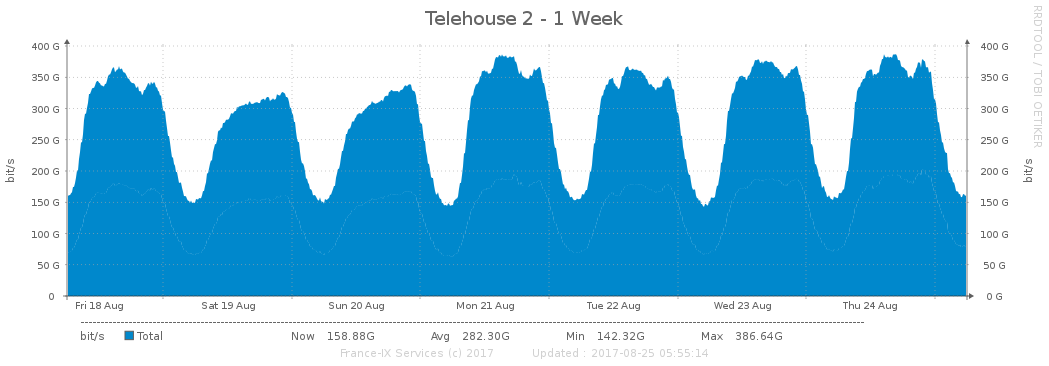 Telehouse 2 - 1 Week
RRDTOOL / TOBI OETIKER
400 G 400 G
350 G 350 G
300 G 300 G
250 G 250 G
200 G 200 G
150 G 150 G
100 G 100 G
50 G 50 G
0 0 G
bit/s bit/s
Fri 18 Aug Sat 19 Aug Sun 20 Aug Mon 21 Aug Tue 22 Aug Wed 23 Aug Thu 24 Aug
bit/s Total Now 158.88G Avg 282.30G Min 142.32G Max 386.64G
France-IX Services (c) 2017 Updated : 2017-08-25 05:55:14